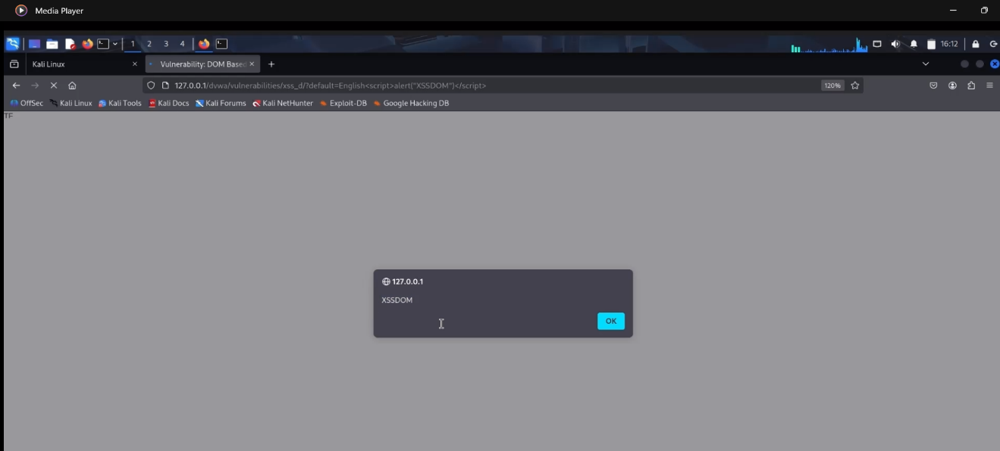 Media Player
1 2 3 4 16:12
Kali Linux Vulnerability: DOM Based
127.0.0.1/dvwa/vulnerabilities/xss_d/?default=English<script>alert("XSSDOM")</script> 120%
OffSec Kali Linux Kali Tools Kali Docs Kali Forums Kali NetHunter Exploit-DB Google Hacking DB
TF
127.0.0.1
XSSDOM
OK